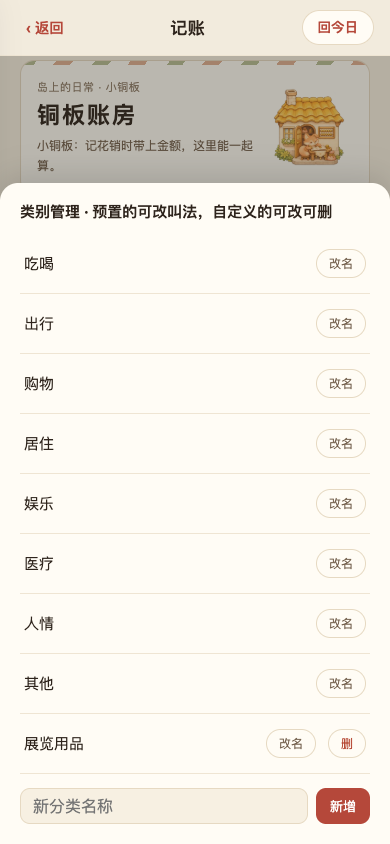 ‹ 返回
记账
回今日
岛上的日常 · 小铜板
铜板账房
小铜板：记花销时带上金额，这里能一起
算。
类别管理 · 预置的可改叫法，自定义的可改可删
吃喝
改名
出行
改名
购物
改名
居住
改名
娱乐
改名
医疗
改名
人情
改名
其他
改名
展览用品
改名
删
新分类名称
新增